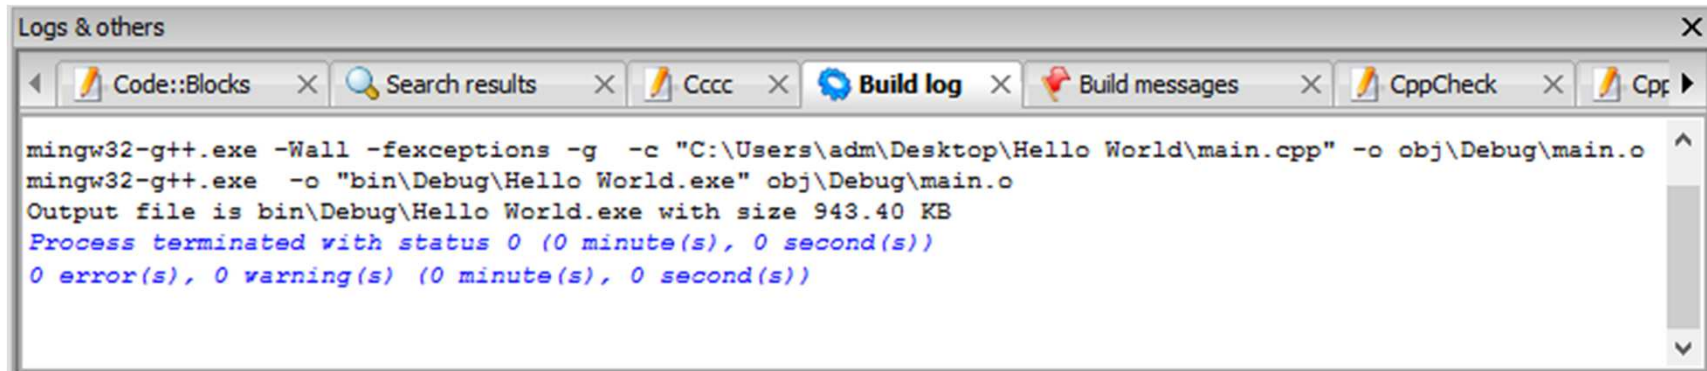 Logs & others
Code::Blocks Search results Cccc Build log Build messages CppCheck Cpp
mingw32-g++.exe -Wall -fexceptions -g  -c "C:\Users\adm\Desktop\Hello World\main.cpp" -o obj\Debug\main.o
mingw32-g++.exe  -o "bin\Debug\Hello World.exe" obj\Debug\main.o
Output file is bin\Debug\Hello World.exe with size 943.40 KB
Process terminated with status 0 (0 minute(s), 0 second(s))
0 error(s), 0 warning(s) (0 minute(s), 0 second(s))